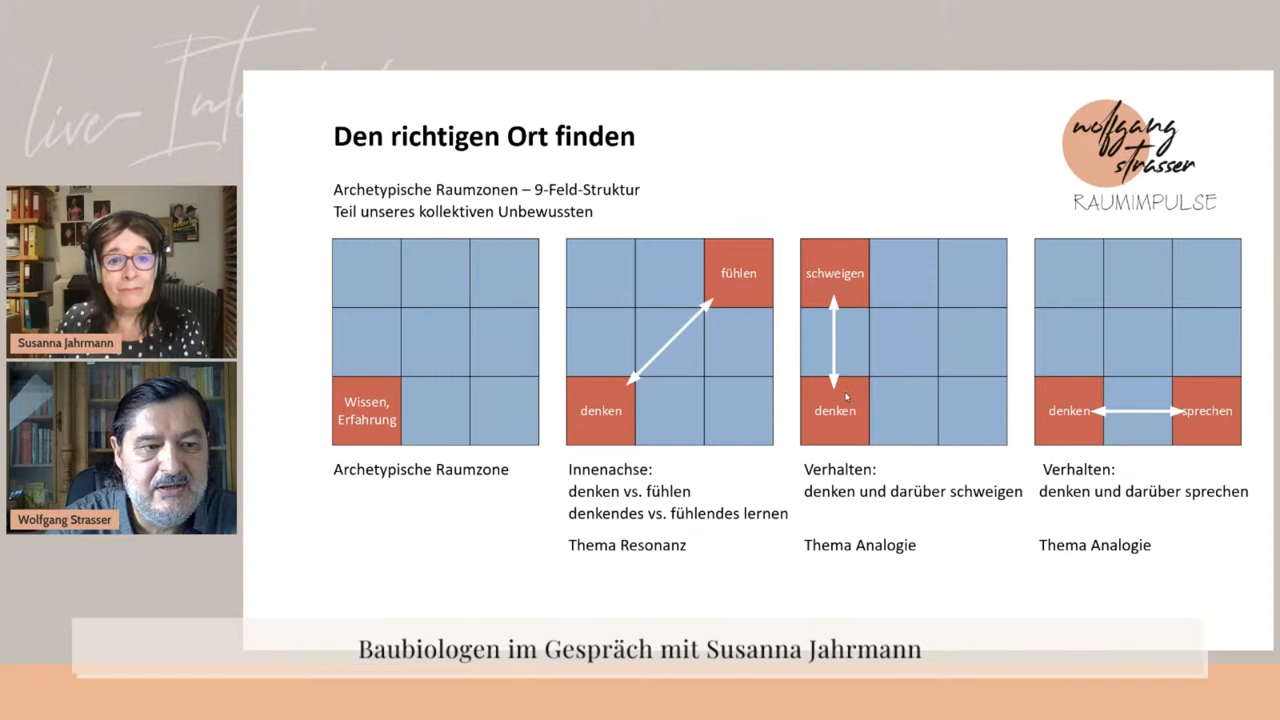 live-
Den richtigen Ort finden
wolfgang
strasser
RAUMIMPULSE
Archetypische Raumzonen – 9-Feld-Struktur
Teil unseres kollektiven Unbewussten
Wissen,
Erfahrung
Archetypische Raumzone
fühlen
denken
Innenachse:
denken vs. fühlen
denkendes vs. fühlendes lernen
Thema Resonanz
schweigen
denken
Verhalten:
denken und darüber schweigen
Thema Analogie
denken
sprechen
Verhalten:
denken und darüber sprechen
Thema Analogie
Susanna Jahrmann
Wolfgang Strasser
Baubiologen im Gespräch mit Susanna Jahrmann